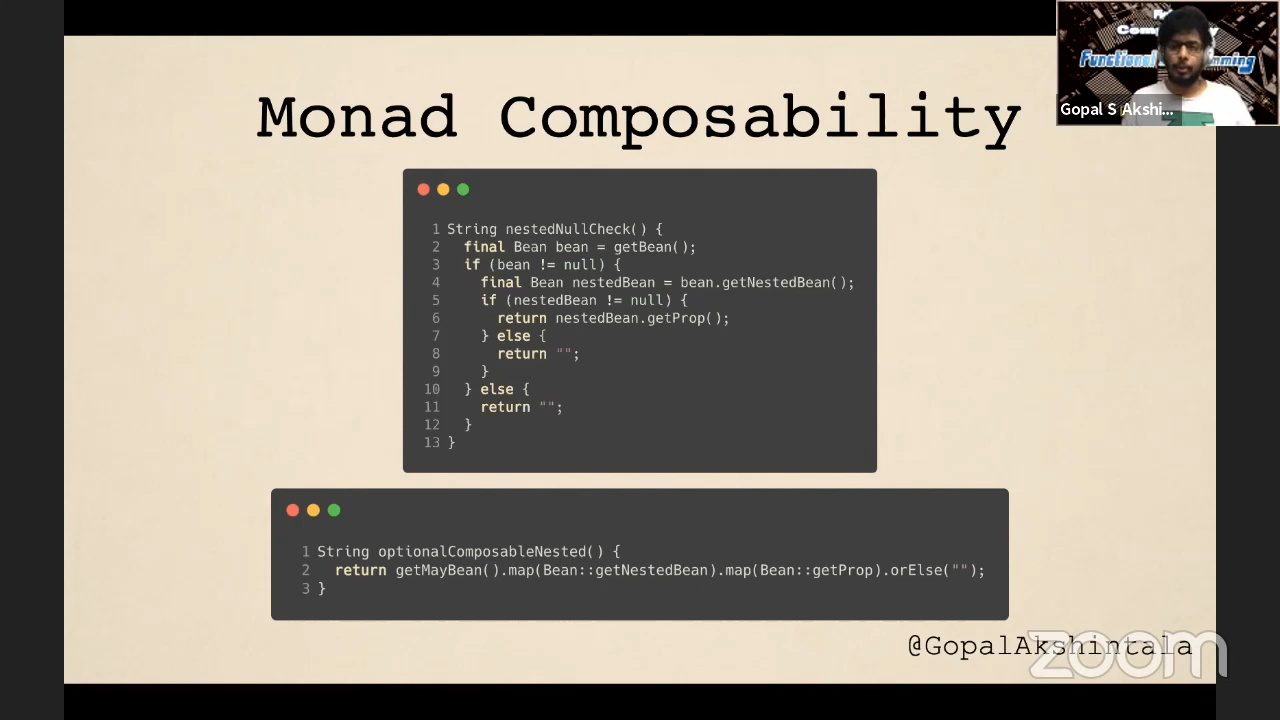 Monad Composability
Functional
Gopal S Akshi...
1 String nestedNullCheck() {
2 final Bean bean = getBean();
3 if (bean != null) {
4 final Bean nestedBean = bean.getNestedBean();
5 if (nestedBean != null) {
6 return nestedBean.getProp();
7 } else {
8 return "";
9 }
10 } else {
11 return "";
12 }
13 }
1 String optionalComposableNested() {
2 return getMayBean().map(Bean::getNestedBean).map(Bean::getProp).orElse("");
3 }
@GopalAkshintala
zoom